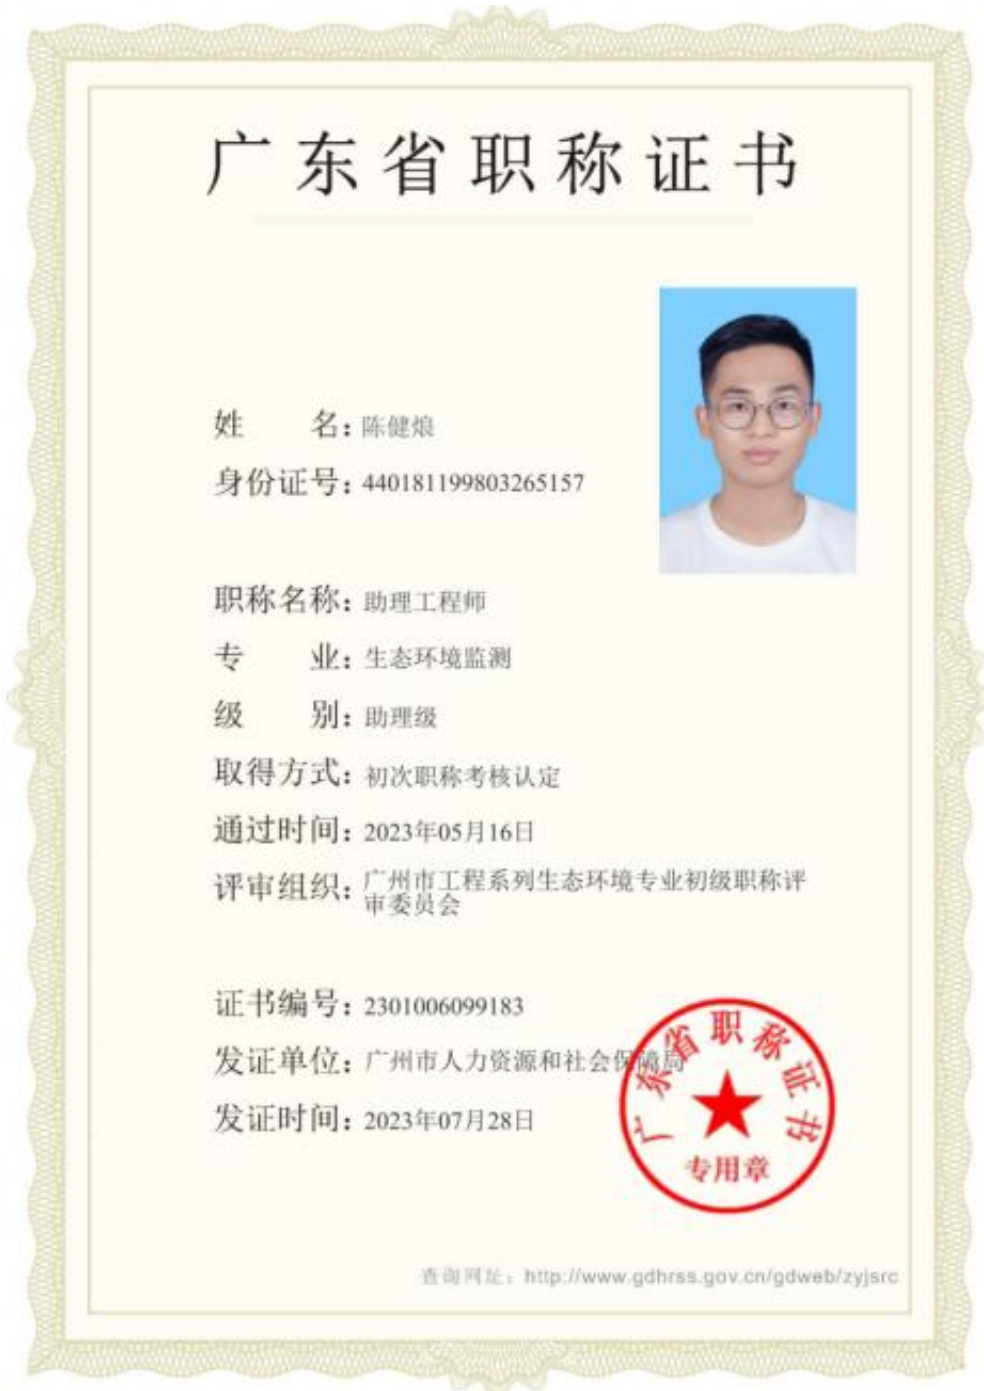 广东省职称证书
姓 名：陈健烺
身份证号：440181199803265157
职称名称：助理工程师
专 业：生态环境监测
级 别：助理级
取得方式：初次职称考核认定
通过时间：2023年05月16日
评审组织：广州市工程系列生态环境专业初级职称评
审委员会
证书编号：2301006099183
发证单位：广州市人力资源和社会保障局
发证时间：2023年07月28日
广东省职称证书
专用章
查询网址：http://www.gdhrss.gov.cn/gdweb/zyjsrc